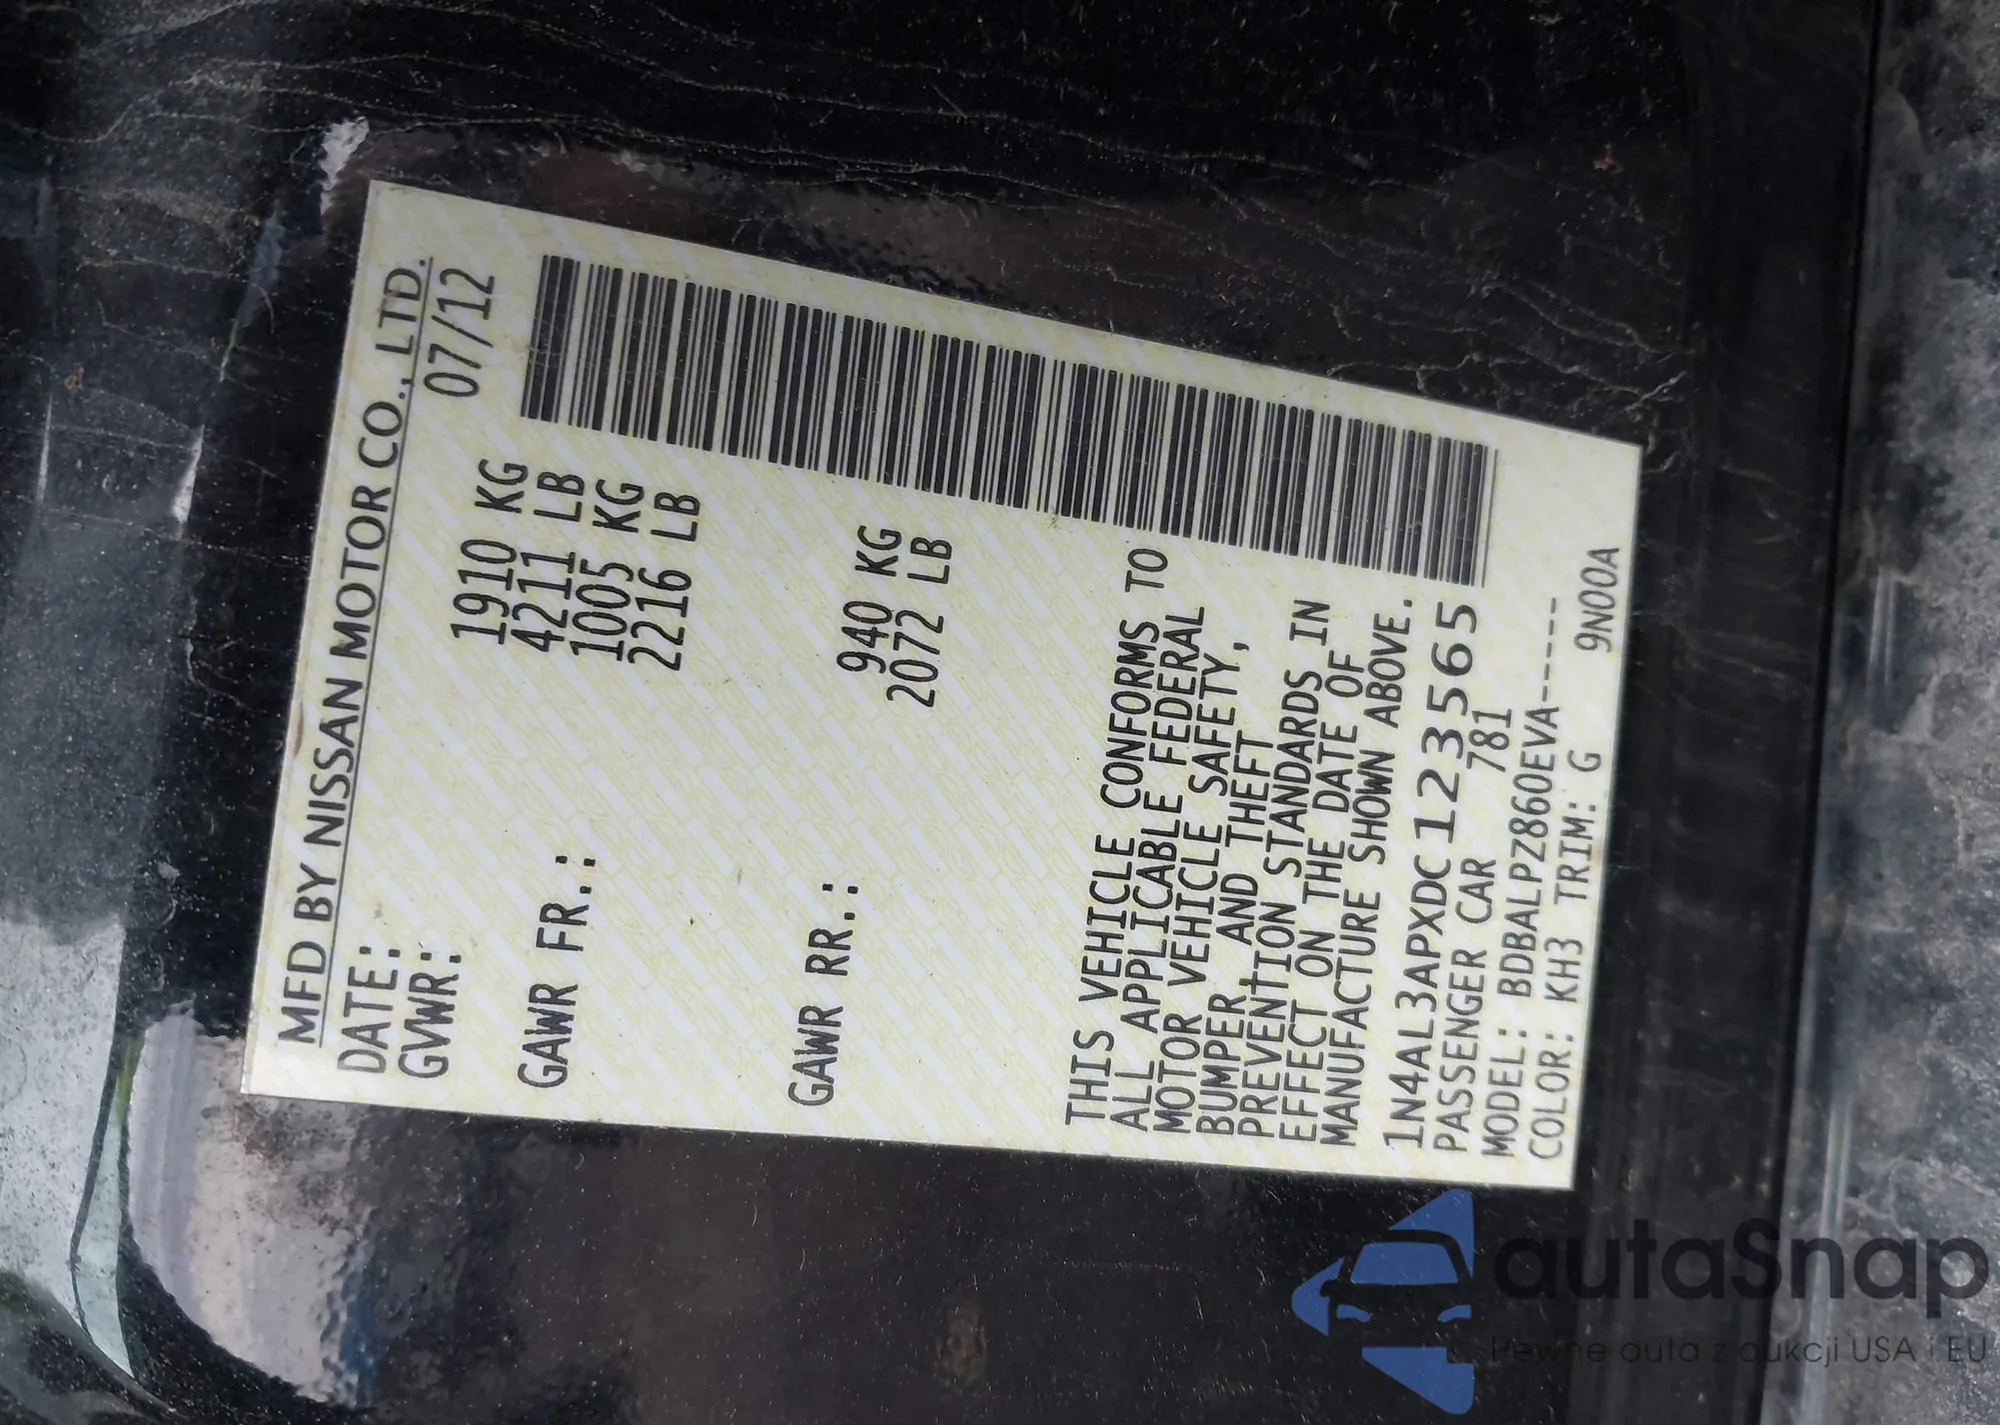 MFD BY NISSAN MOTOR CO., LTD.
DATE: 07/12
GVWR: 1910 KG
4211 LB
GAWR FR.: 1005 KG
2216 LB
GAWR RR.: 940 KG
2072 LB
THIS VEHICLE CONFORMS TO
ALL APPLICABLE FEDERAL
MOTOR VEHICLE SAFETY,
BUMPER AND THEFT
PREVENTION STANDARDS IN
EFFECT ON THE DATE OF
MANUFACTURE SHOWN ABOVE.
1N4AL3APXDC123565
PASSENGER CAR 781
MODEL: BDBALPZ860EVA-----
COLOR: KH3 TRIM: G 9N00A
autaSnap
Pewne auta z aukcji USA i EU